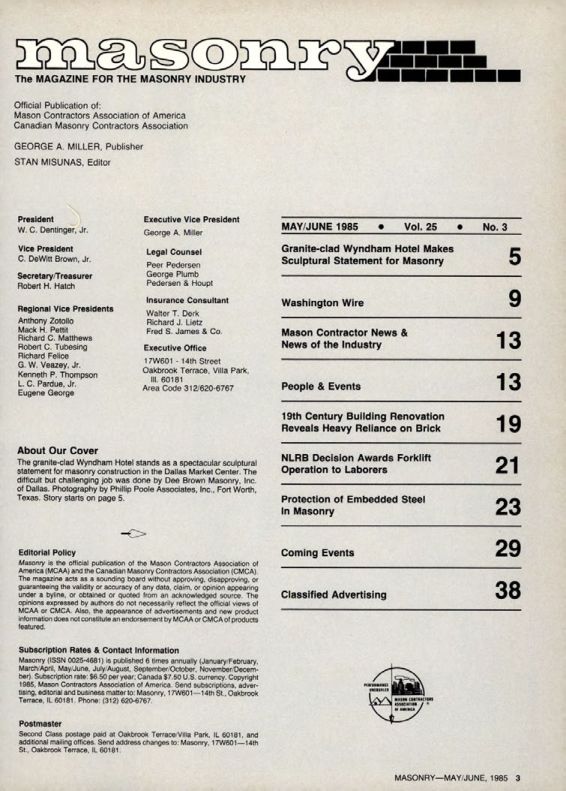 masonry
The MAGAZINE FOR THE MASONRY INDUSTRY
Official Publication of:
Mason Contractors Association of America
Canadian Masonry Contractors Association
GEORGE A. MILLER, Publisher
STAN MISUNAS, Editor
President
W. C. Dentinger, Jr.
Vice President
C. DeWitt Brown, Jr.
Secretary/Treasurer
Robert H. Hatch
Regional Vice Presidents
Anthony Zotollo
Mack H. Pettit
Richard C. Matthews
Robert C. Tubesing
Richard Felice
G. W. Veazey, Jr.
Kenneth P. Thompson
L. C. Pardue, Jr.
Eugene George
Executive Vice President
George A. Miller
Legal Counsel
Peer Pedersen
George Plumb
Pedersen & Houpt
Insurance Consultant
Walter T. Derk
Richard J. Lietz
Fred S. James & Co.
Executive Office
17W601 - 14th Street
Oakbrook Terrace, Villa Park,
Ill. 60181
Area Code 312/620-6767
About Our Cover
The granite-clad Wyndham Hotel stands as a spectacular sculptural
statement for masonry construction in the Dallas Market Center. The
difficult but challenging job was done by Dee Brown Masonry, Inc.
of Dallas. Photography by Phillip Poole Associates, Inc., Fort Worth,
Texas. Story starts on page 5.
Editorial Policy
Masonry is the official publication of the Mason Contractors Association of
America (MCAA) and the Canadian Masonry Contractors Association (CMCA).
The magazine acts as a sounding board without approving, disapproving, or
guaranteeing the validity or accuracy of any data, claim, or opinion appearing
under a byline, or obtained or quoted from an acknowledged source. The
opinions expressed by authors do not necessarily reflect the official views of
MCAA or CMCA. Also, the appearance of advertisements and new product
information does not constitute an endorsement by MCAA or CMCA of products
featured.
Subscription Rates & Contact Information
Masonry (ISSN 0025-4681) is published 6 times annually (January/February,
March/April, May/June, July/August, September/October, November/Decem-
ber). Subscription rate: $6.50 per year; Canada $7.50 U.S. currency. Copyright
1985, Mason Contractors Association of America. Send subscriptions, adver-
tising, editorial and business matter to: Masonry, 17W601—14th St., Oakbrook
Terrace, IL 60181. Phone: (312) 620-6767.
Postmaster
Second Class postage paid at Oakbrook Terrace/Villa Park, IL 60181, and
additional mailing offices. Send address changes to: Masonry, 17W601—14th
St., Oakbrook Terrace, IL 60181.
MAY/JUNE 1985 • Vol. 25 • No. 3
Granite-clad Wyndham Hotel Makes
Sculptural Statement for Masonry 5
Washington Wire 9
Mason Contractor News &
News of the Industry 13
People & Events 13
19th Century Building Renovation
Reveals Heavy Reliance on Brick 19
NLRB Decision Awards Forklift
Operation to Laborers 21
Protection of Embedded Steel
In Masonry 23
Coming Events 29
Classified Advertising 38
MASON CONTRACTORS
ASSOCIATION
OF AMERICA
MASONRY—MAY/JUNE, 1985 3